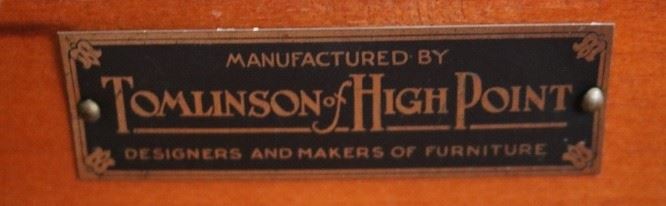 MANUFACTURED BY
TOMLINSON of HIGH POINT
DESIGNERS AND MAKERS OF FURNITURE